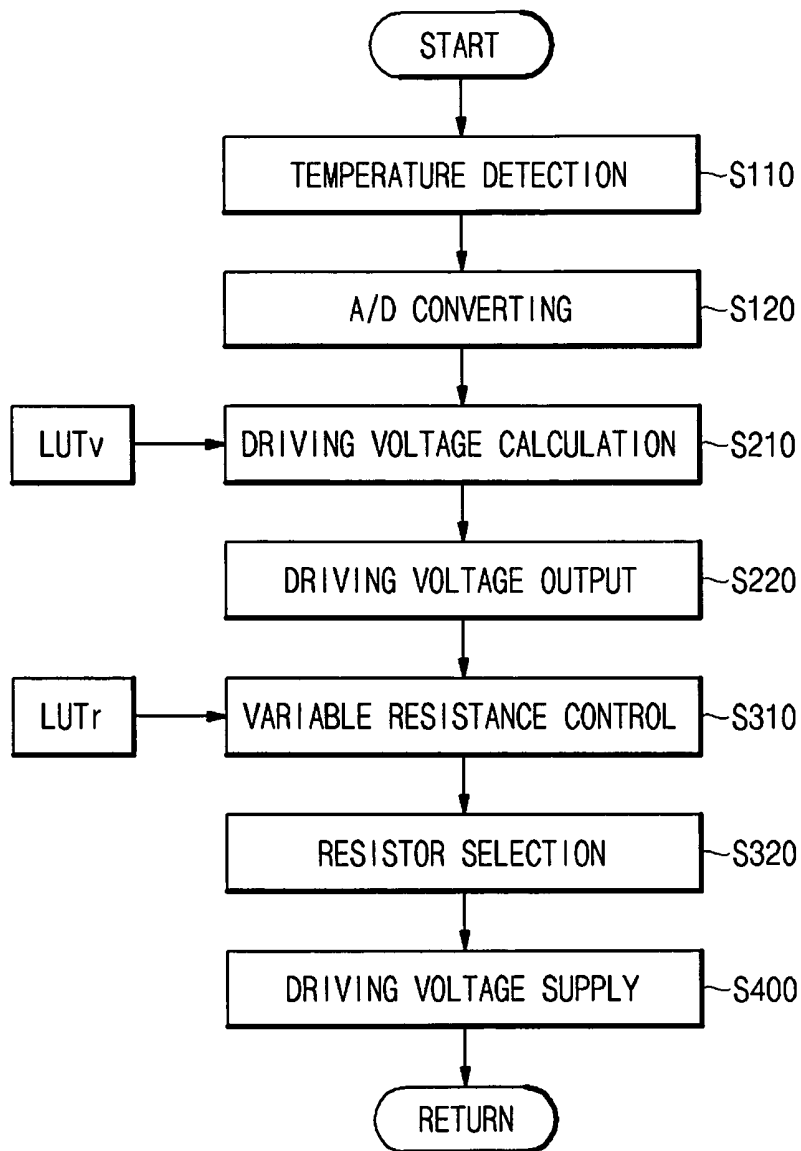 START
TEMPERATURE DETECTION
S110
A/D CONVERTING
S120
LUTv
DRIVING VOLTAGE CALCULATION
S210
DRIVING VOLTAGE OUTPUT
S220
LUTr
VARIABLE RESISTANCE CONTROL
S310
RESISTOR SELECTION
S320
DRIVING VOLTAGE SUPPLY
S400
RETURN